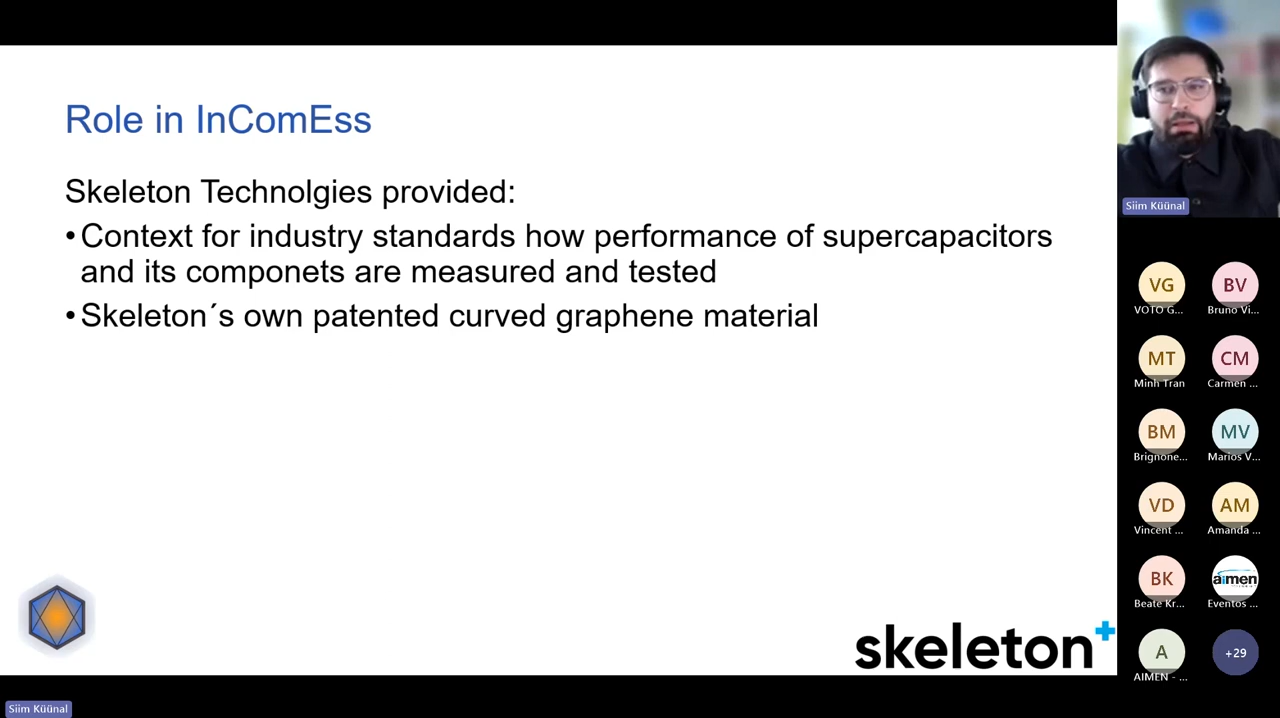 Role in InComEss
Skeleton Technolgies provided:
•Context for industry standards how performance of supercapacitors
and its componets are measured and tested
•Skeleton´s own patented curved graphene material
skeleton+
Siim Küünal
Siim Küünal
VG
VOTO G...
BV
Bruno Vi...
MT
Minh Tran
CM
Carmen ...
BM
Brignone...
MV
Marios V...
VD
Vincent ...
AM
Amanda ...
BK
Beate Kr...
aimen
Eventos ...
A
AIMEN - ...
+29